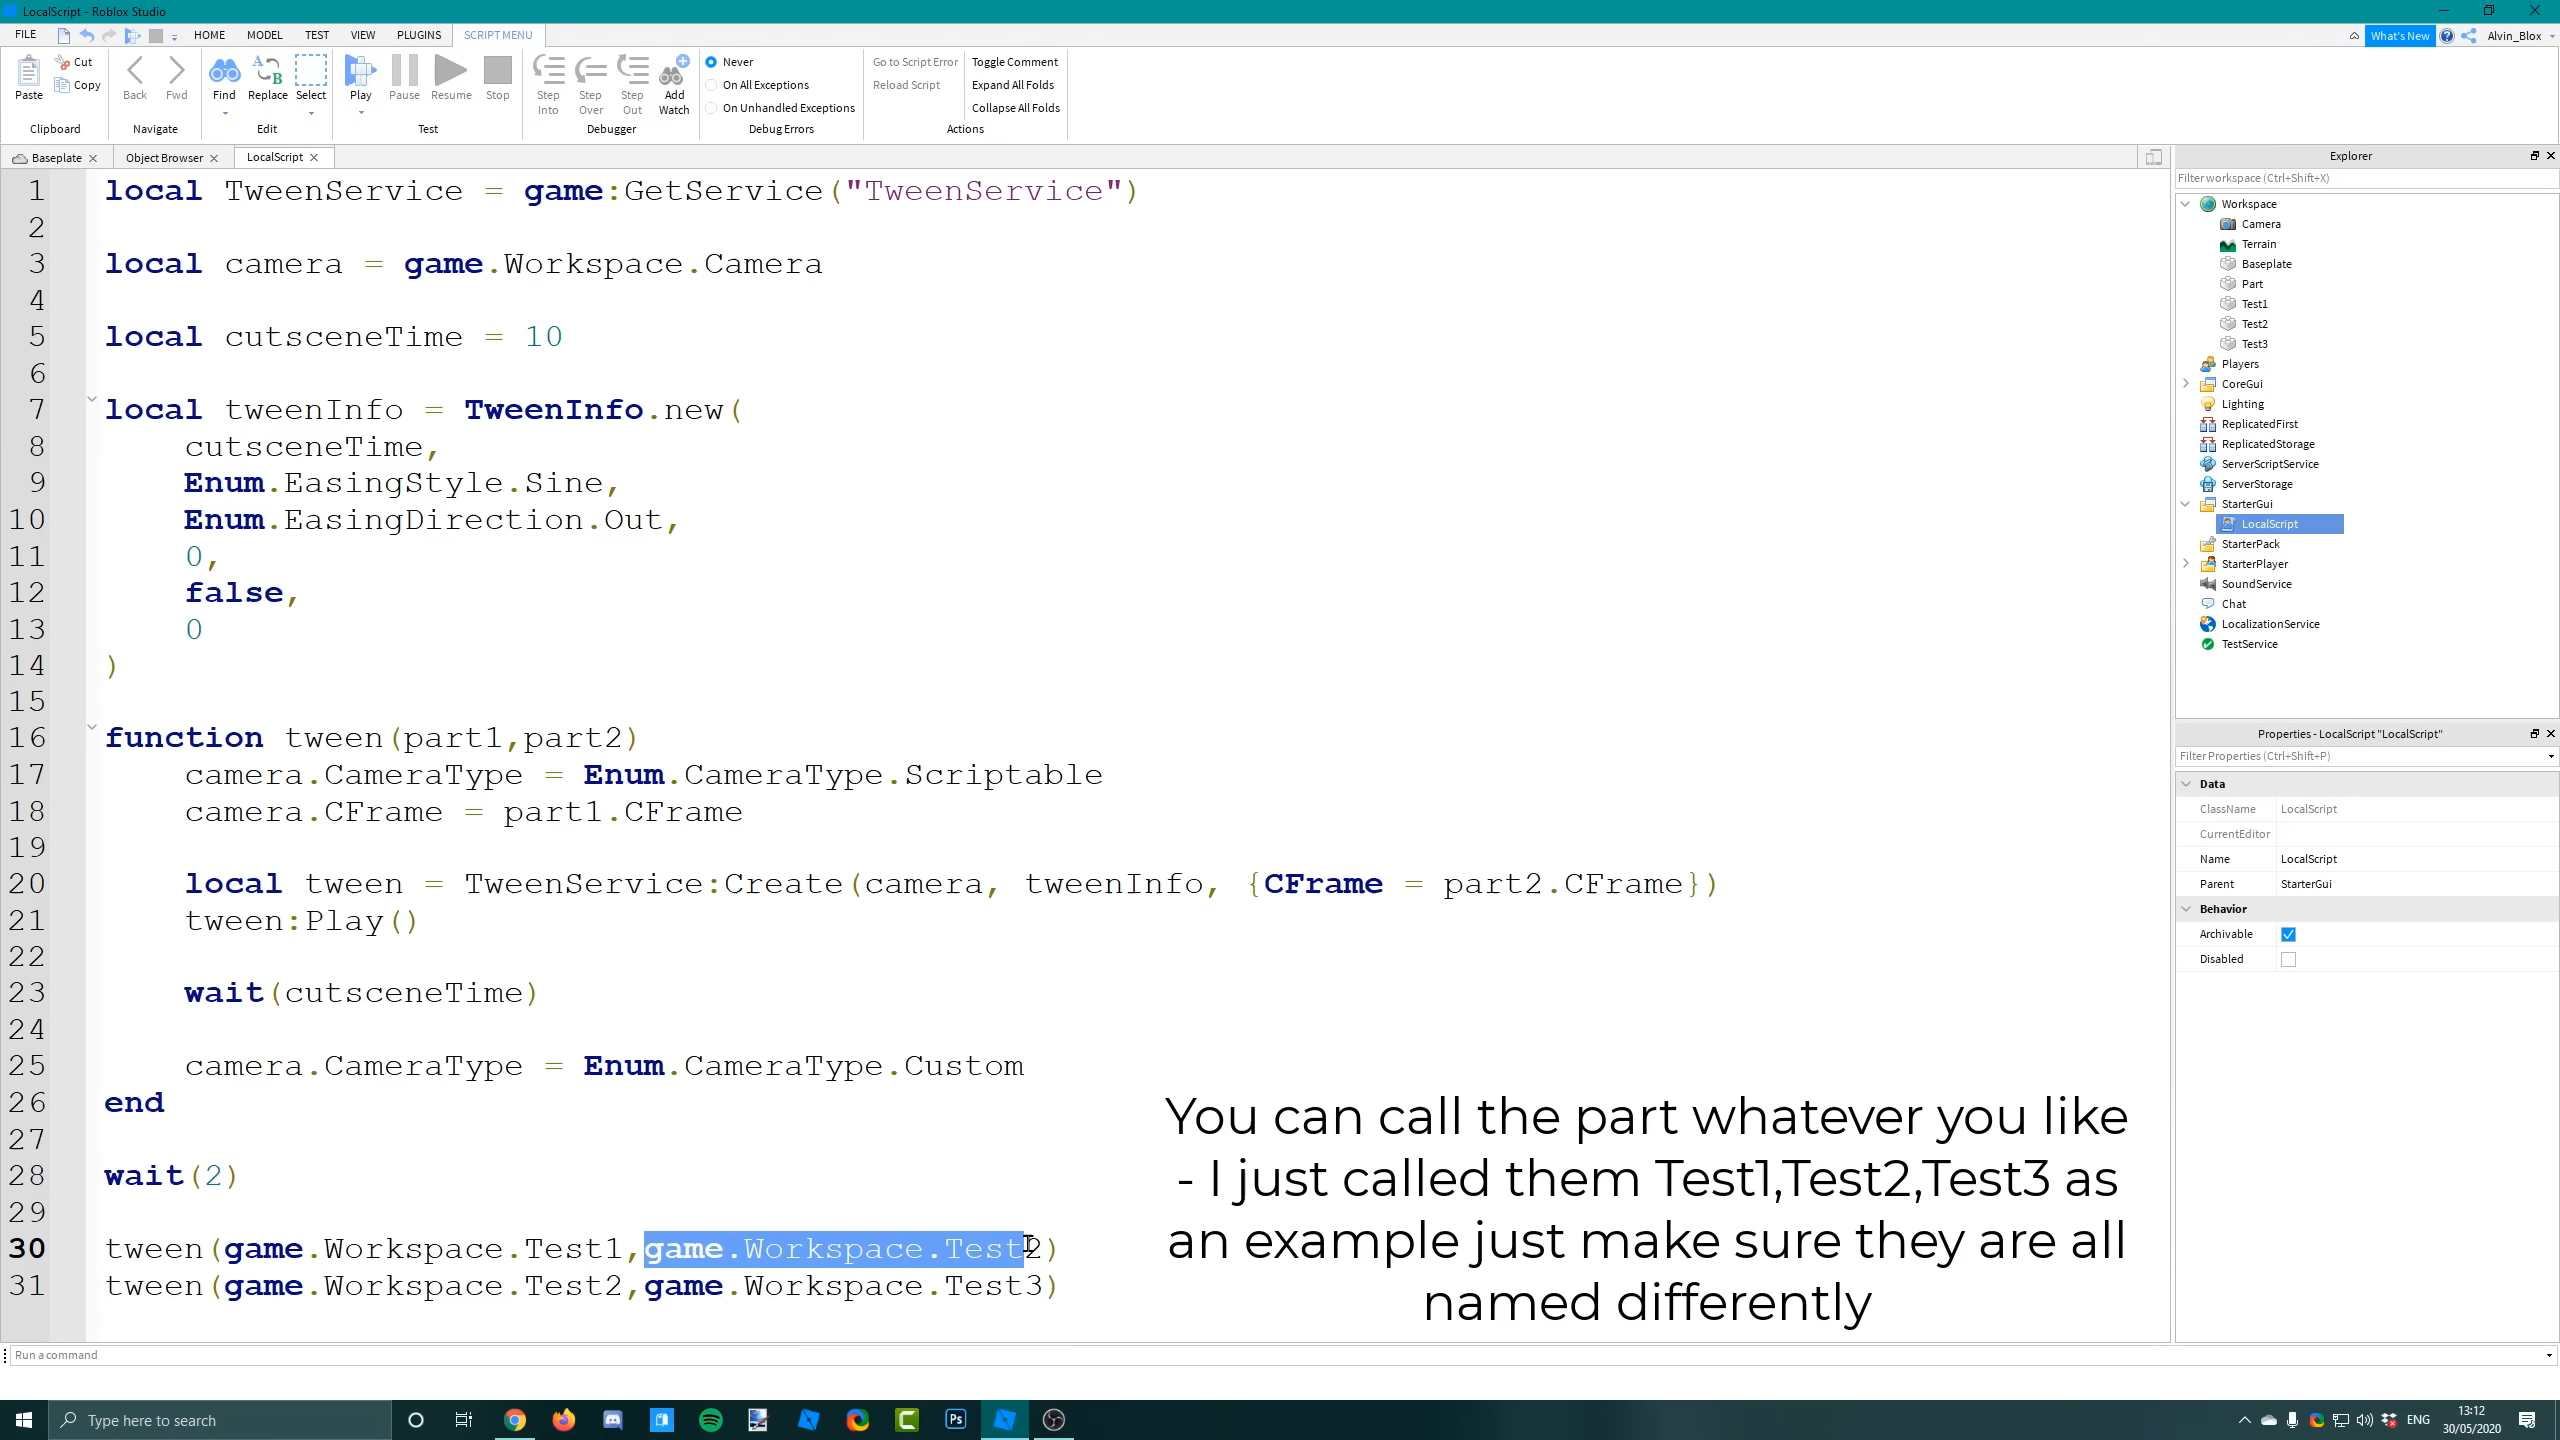 LocalScript - Roblox Studio
FILE HOME MODEL TEST VIEW PLUGINS SCRIPT MENU What's New Alvin_Blox
Paste Cut Copy Clipboard
Back Fwd Navigate
Find Replace Select Edit
Play Pause Resume Stop Test
Step Into Step Over Step Out Add Watch Debugger
Never
On All Exceptions
On Unhandled Exceptions
Debug Errors
Go to Script Error Toggle Comment
Reload Script Expand All Folds
Collapse All Folds
Actions
Baseplate Object Browser LocalScript
1 local TweenService = game:GetService("TweenService")
2
3 local camera = game.Workspace.Camera
4
5 local cutsceneTime = 10
6
7 local tweenInfo = TweenInfo.new(
8 cutsceneTime,
9 Enum.EasingStyle.Sine,
10 Enum.EasingDirection.Out,
11 0,
12 false,
13 0
14 )
15
16 function tween(part1,part2)
17 camera.CameraType = Enum.CameraType.Scriptable
18 camera.CFrame = part1.CFrame
19
20 local tween = TweenService:Create(camera, tweenInfo, {CFrame = part2.CFrame})
21 tween:Play()
22
23 wait(cutsceneTime)
24
25 camera.CameraType = Enum.CameraType.Custom
26 end
27
28 wait(2)
29
30 tween(game.Workspace.Test1,game.Workspace.Test2)
31 tween(game.Workspace.Test2,game.Workspace.Test3)
You can call the part whatever you like
- I just called them Test1,Test2,Test3 as
an example just make sure they are all
named differently
Run a command
Explorer
Filter workspace (Ctrl+Shift+X)
Workspace
Camera
Terrain
Baseplate
Part
Test1
Test2
Test3
Players
CoreGui
Lighting
ReplicatedFirst
ReplicatedStorage
ServerScriptService
ServerStorage
StarterGui
LocalScript
StarterPack
StarterPlayer
SoundService
Chat
LocalizationService
TestService
Properties - LocalScript "LocalScript"
Filter Properties (Ctrl+Shift+P)
Data
ClassName LocalScript
CurrentEditor
Name LocalScript
Parent StarterGui
Behavior
Archivable
Disabled
Type here to search
Ps
ENG
13:12
30/05/2020